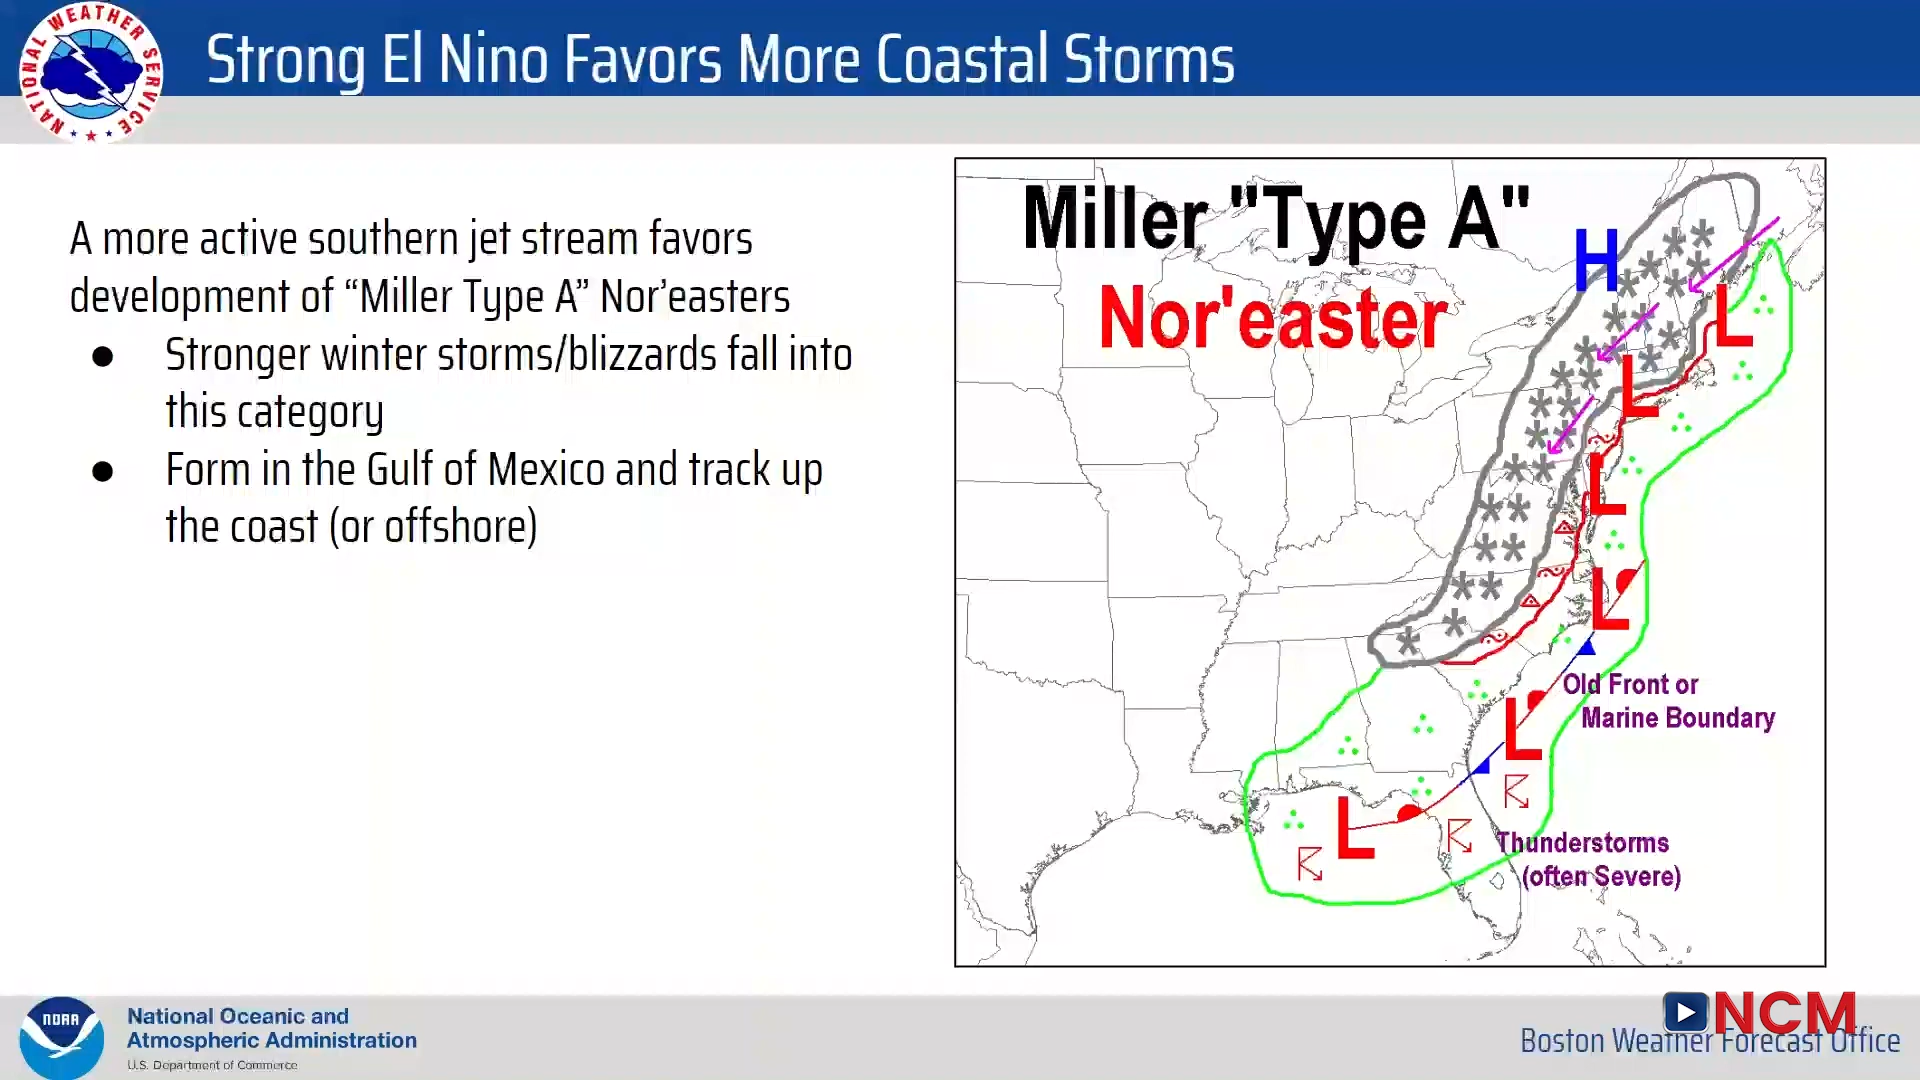 NATIONAL WEATHER SERVICE
Strong El Nino Favors More Coastal Storms
A more active southern jet stream favors
development of “Miller Type A” Nor’easters
● Stronger winter storms/blizzards fall into
this category
● Form in the Gulf of Mexico and track up
the coast (or offshore)
Miller "Type A"
Nor'easter
H
L
L
L
L
Old Front or
Marine Boundary
L
L
Thunderstorms
(often Severe)
NOAA
National Oceanic and
Atmospheric Administration
U.S. Department of Commerce
NCM
Boston Weather Forecast Office